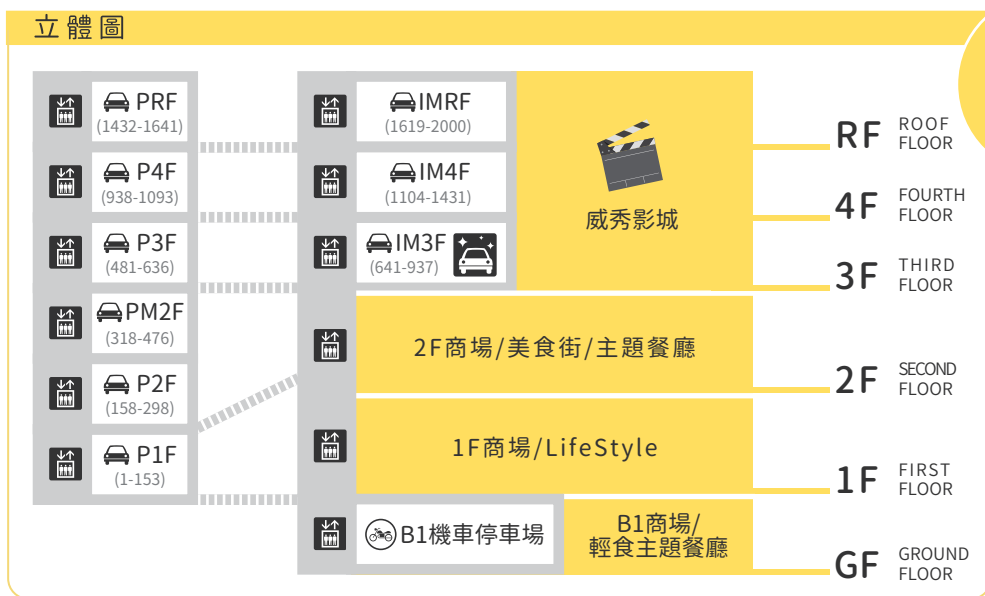 立體圖
PRF
(1432-1641)
P4F
(938-1093)
P3F
(481-636)
PM2F
(318-476)
P2F
(158-298)
P1F
(1-153)
IMRF
(1619-2000)
IM4F
(1104-1431)
IM3F
(641-937)
威秀影城
2F商場/美食街/主題餐廳
1F商場/LifeStyle
B1機車停車場
B1商場/
輕食主題餐廳
RF ROOF
FLOOR
4F FOURTH
FLOOR
3F THIRD
FLOOR
2F SECOND
FLOOR
1F FIRST
FLOOR
GF GROUND
FLOOR